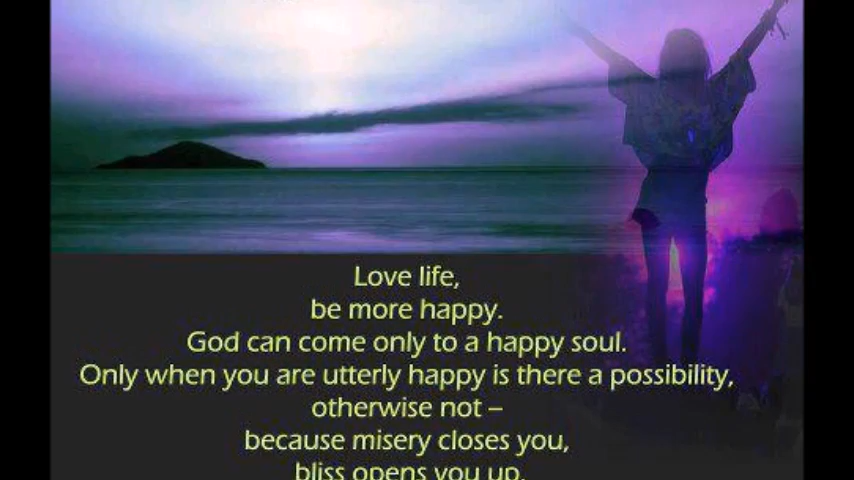 Love life,
be more happy.
God can come only to a happy soul.
Only when you are utterly happy is there a possibility,
otherwise not –
because misery closes you,
bliss opens you up.